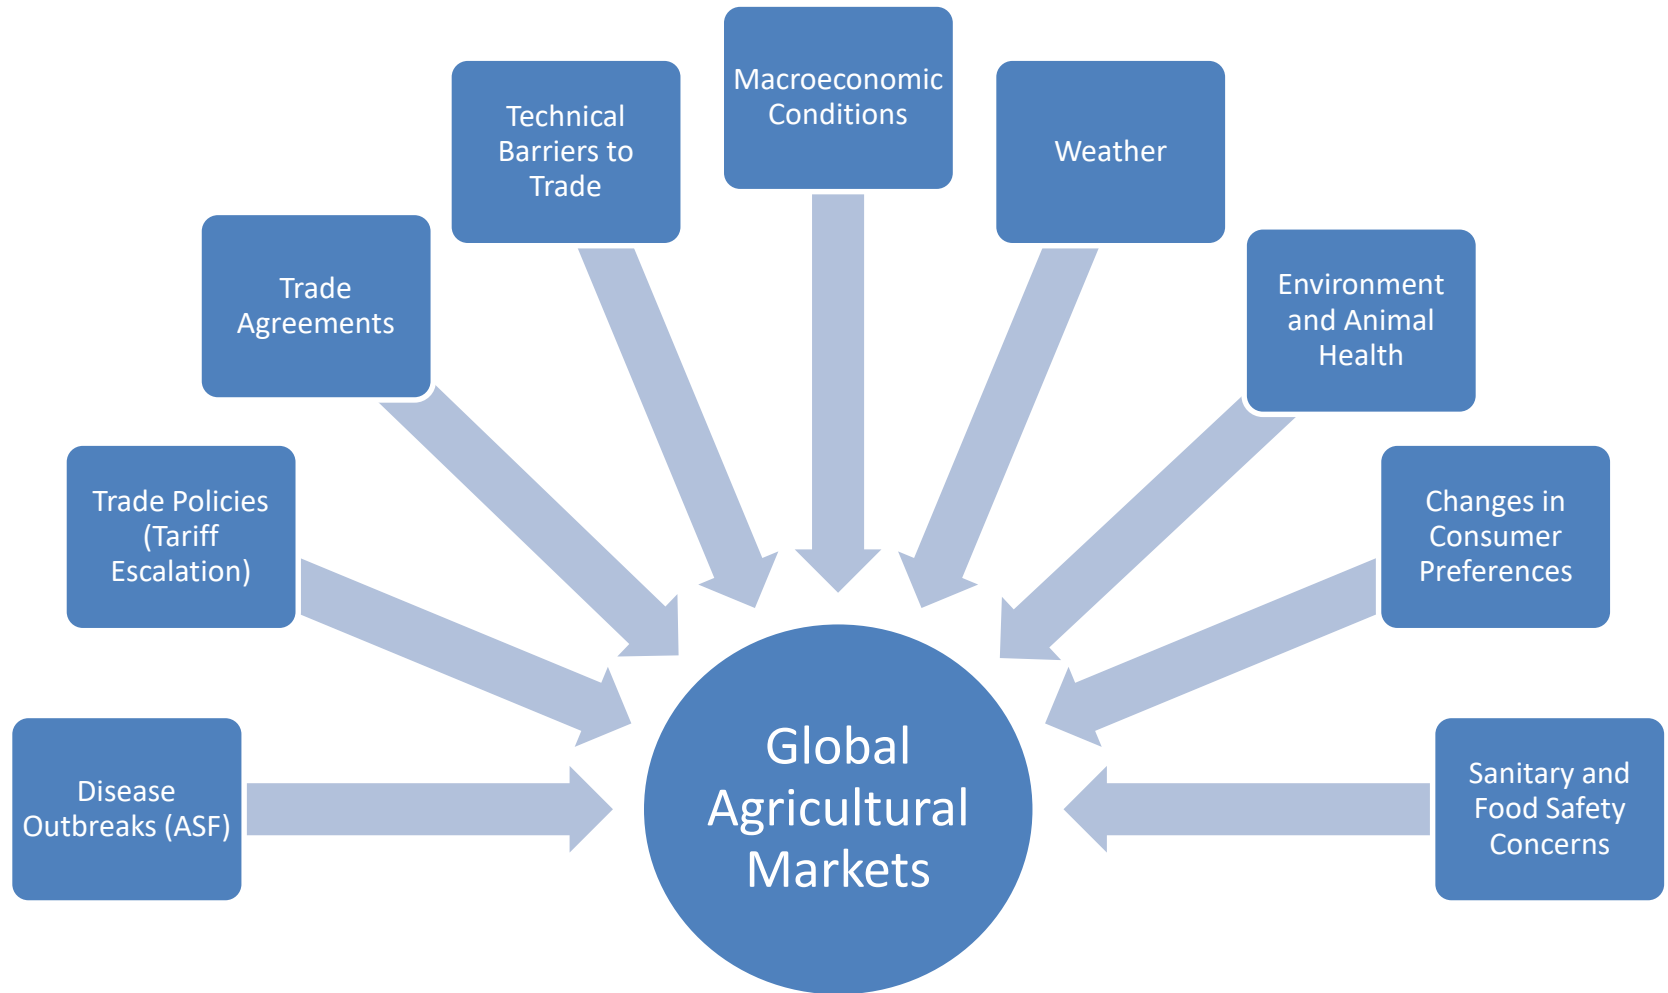 Macroeconomic
Conditions
Technical
Barriers to
Trade
Weather
Trade
Agreements
Environment
and Animal
Health
Trade Policies
(Tariff
Escalation)
Changes in
Consumer
Preferences
Disease
Outbreaks (ASF)
Global
Agricultural
Markets
Sanitary and
Food Safety
Concerns